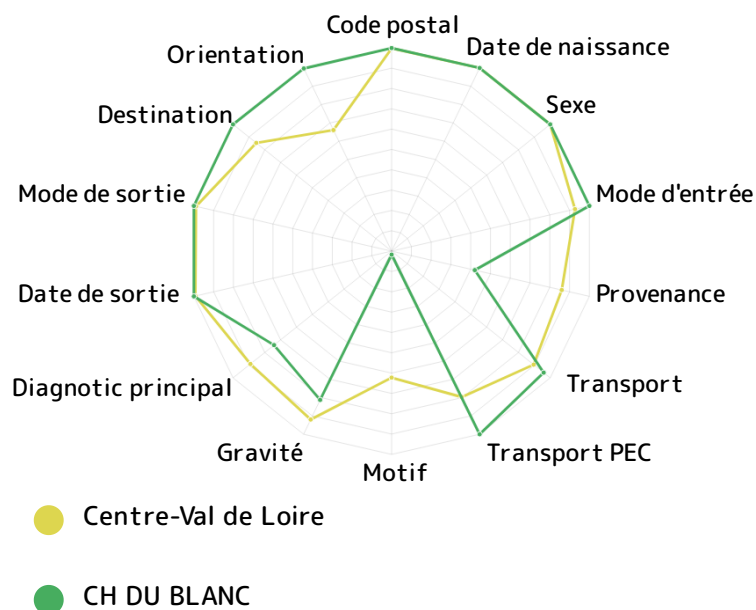 Code postal
Orientation
Date de naissance
Destination
Sexe
Mode de sortie
Mode d'entrée
Date de sortie
Provenance
Diagnotic principal
Transport
Gravité
Transport PEC
Motif
Centre-Val de Loire
CH DU BLANC